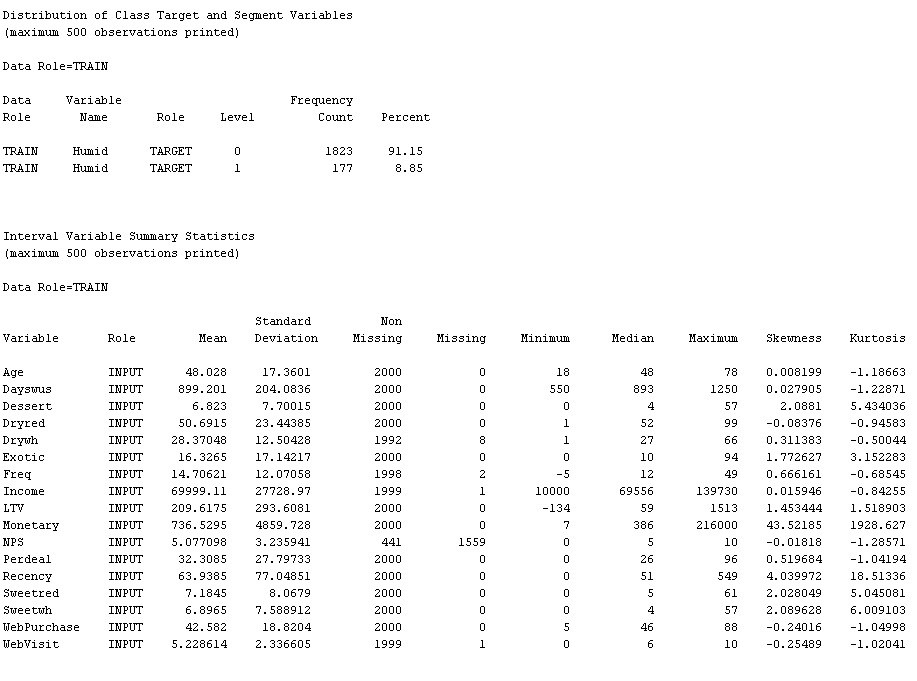 Distribution of Class Target and Segment Variables
(maximum 500 observations printed)
Data Role=TRAIN
Data Variable Frequency
Role Name Role Level Count Percent
TRAIN Humid TARGET 0 1823 91.15
TRAIN Humid TARGET 1 177 8.85
Interval Variable Summary Statistics
(maximum 500 observations printed)
Data Role=TRAIN
Standard Non
Variable Role Mean Deviation Missing Missing Minimum Median Maximum Skewness Kurtosis
Age INPUT 48.028 17.3601 2000 0 18 48 78 0.008199 -1.18663
Dayswus INPUT 899.201 204.0836 2000 0 550 893 1250 0.027905 -1.22871
Dessert INPUT 6.823 7.70015 2000 0 0 4 57 2.0881 5.434036
Dryred INPUT 50.6915 23.44385 2000 0 1 52 99 -0.08376 -0.94583
Drywh INPUT 28.37048 12.50428 1992 8 1 27 66 0.311383 -0.50044
Exotic INPUT 16.3265 17.14217 2000 0 0 10 94 1.772627 3.152283
Freq INPUT 14.70621 12.07058 1998 2 -5 12 49 0.666161 -0.68545
Income INPUT 69999.11 27728.97 1999 1 10000 69556 139730 0.015946 -0.84255
LTV INPUT 209.6175 293.6081 2000 0 -134 59 1513 1.453444 1.518903
Monetary INPUT 736.5295 4859.728 2000 0 7 386 216000 43.52185 1928.627
NPS INPUT 5.077098 3.235941 441 1559 0 5 10 -0.01818 -1.28571
Perdeal INPUT 32.3085 27.79733 2000 0 0 26 96 0.519684 -1.04194
Recency INPUT 63.9385 77.04851 2000 0 0 51 549 4.039972 18.51336
Sweetred INPUT 7.1845 8.0679 2000 0 0 5 61 2.028049 5.045081
Sweetwh INPUT 6.8965 7.588912 2000 0 0 4 57 2.089628 6.009103
WebPurchase INPUT 42.582 18.8204 2000 0 5 46 88 -0.24016 -1.04998
WebVisit INPUT 5.228614 2.336605 1999 1 0 6 10 -0.25489 -1.02041